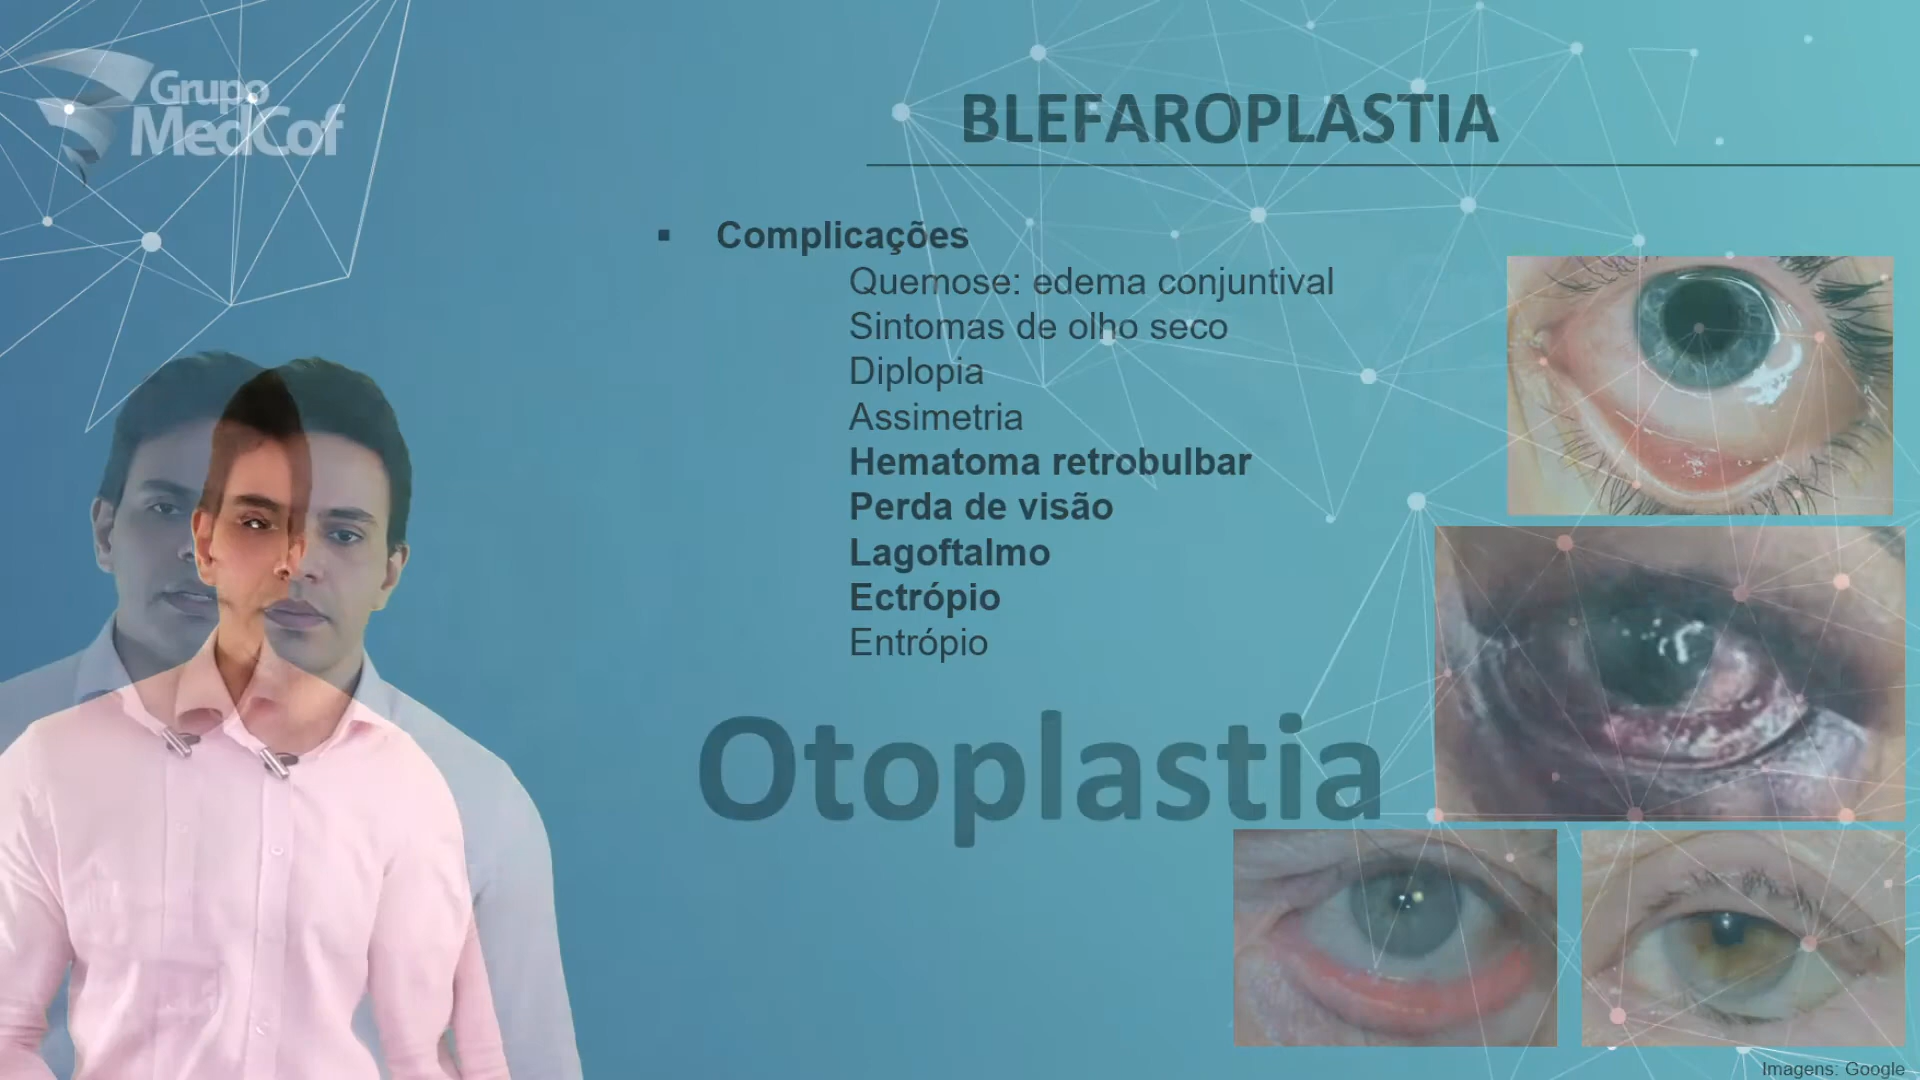 Grupo
MedCof
BLEFAROPLASTIA
▪ Complicações
Quemose: edema conjuntival
Sintomas de olho seco
Diplopia
Assimetria
Hematoma retrobulbar
Perda de visão
Lagoftalmo
Ectrópio
Entrópio
Otoplastia
Imagens: Google